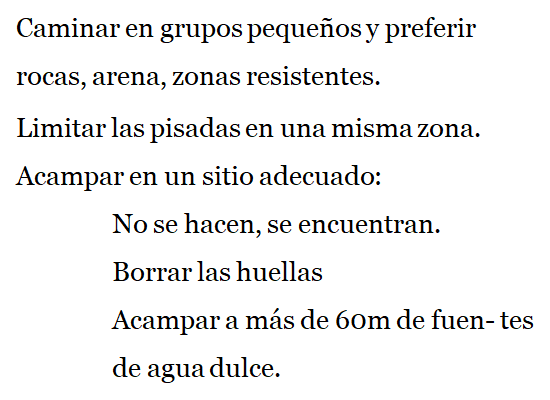 Caminar en grupos pequeños y preferir
rocas, arena, zonas resistentes.
Limitar las pisadas en una misma zona.
Acampar en un sitio adecuado:
No se hacen, se encuentran.
Borrar las huellas
Acampar a más de 60m de fuen- tes
de agua dulce.